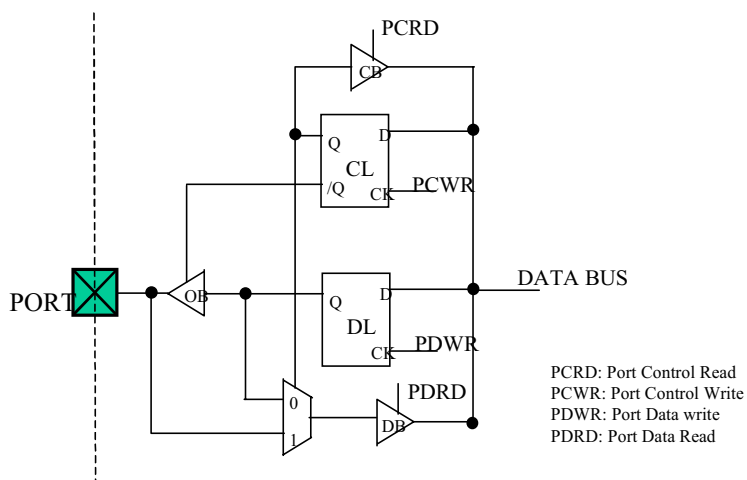 PCRD
CB
Q D
CL
/Q CK PCWR
PORT OB
Q D DATA BUS
DL
CK PDWR
0
1
PDRD
DB
PCRD: Port Control Read
PCWR: Port Control Write
PDWR: Port Data write
PDRD: Port Data Read